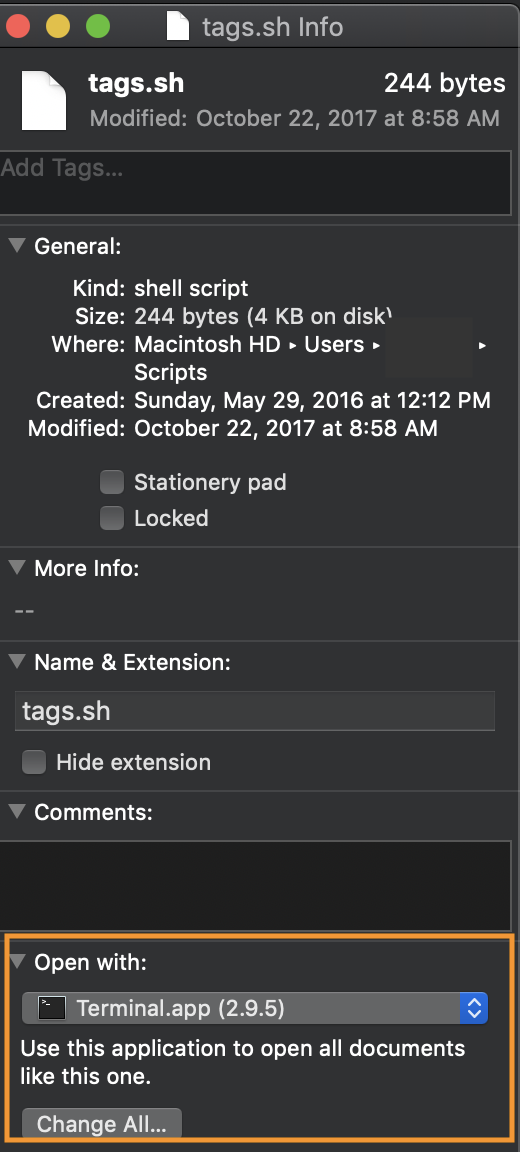 tags.sh Info
tags.sh 244 bytes
Modified: October 22, 2017 at 8:58 AM
Add Tags...
General:
Kind: shell script
Size: 244 bytes (4 KB on disk)
Where: Macintosh HD ▸ Users ▸ ▸
Scripts
Created: Sunday, May 29, 2016 at 12:12 PM
Modified: October 22, 2017 at 8:58 AM
Stationery pad
Locked
More Info:
--
Name & Extension:
tags.sh
Hide extension
Comments:
Open with:
Terminal.app (2.9.5)
Use this application to open all documents
like this one.
Change All...